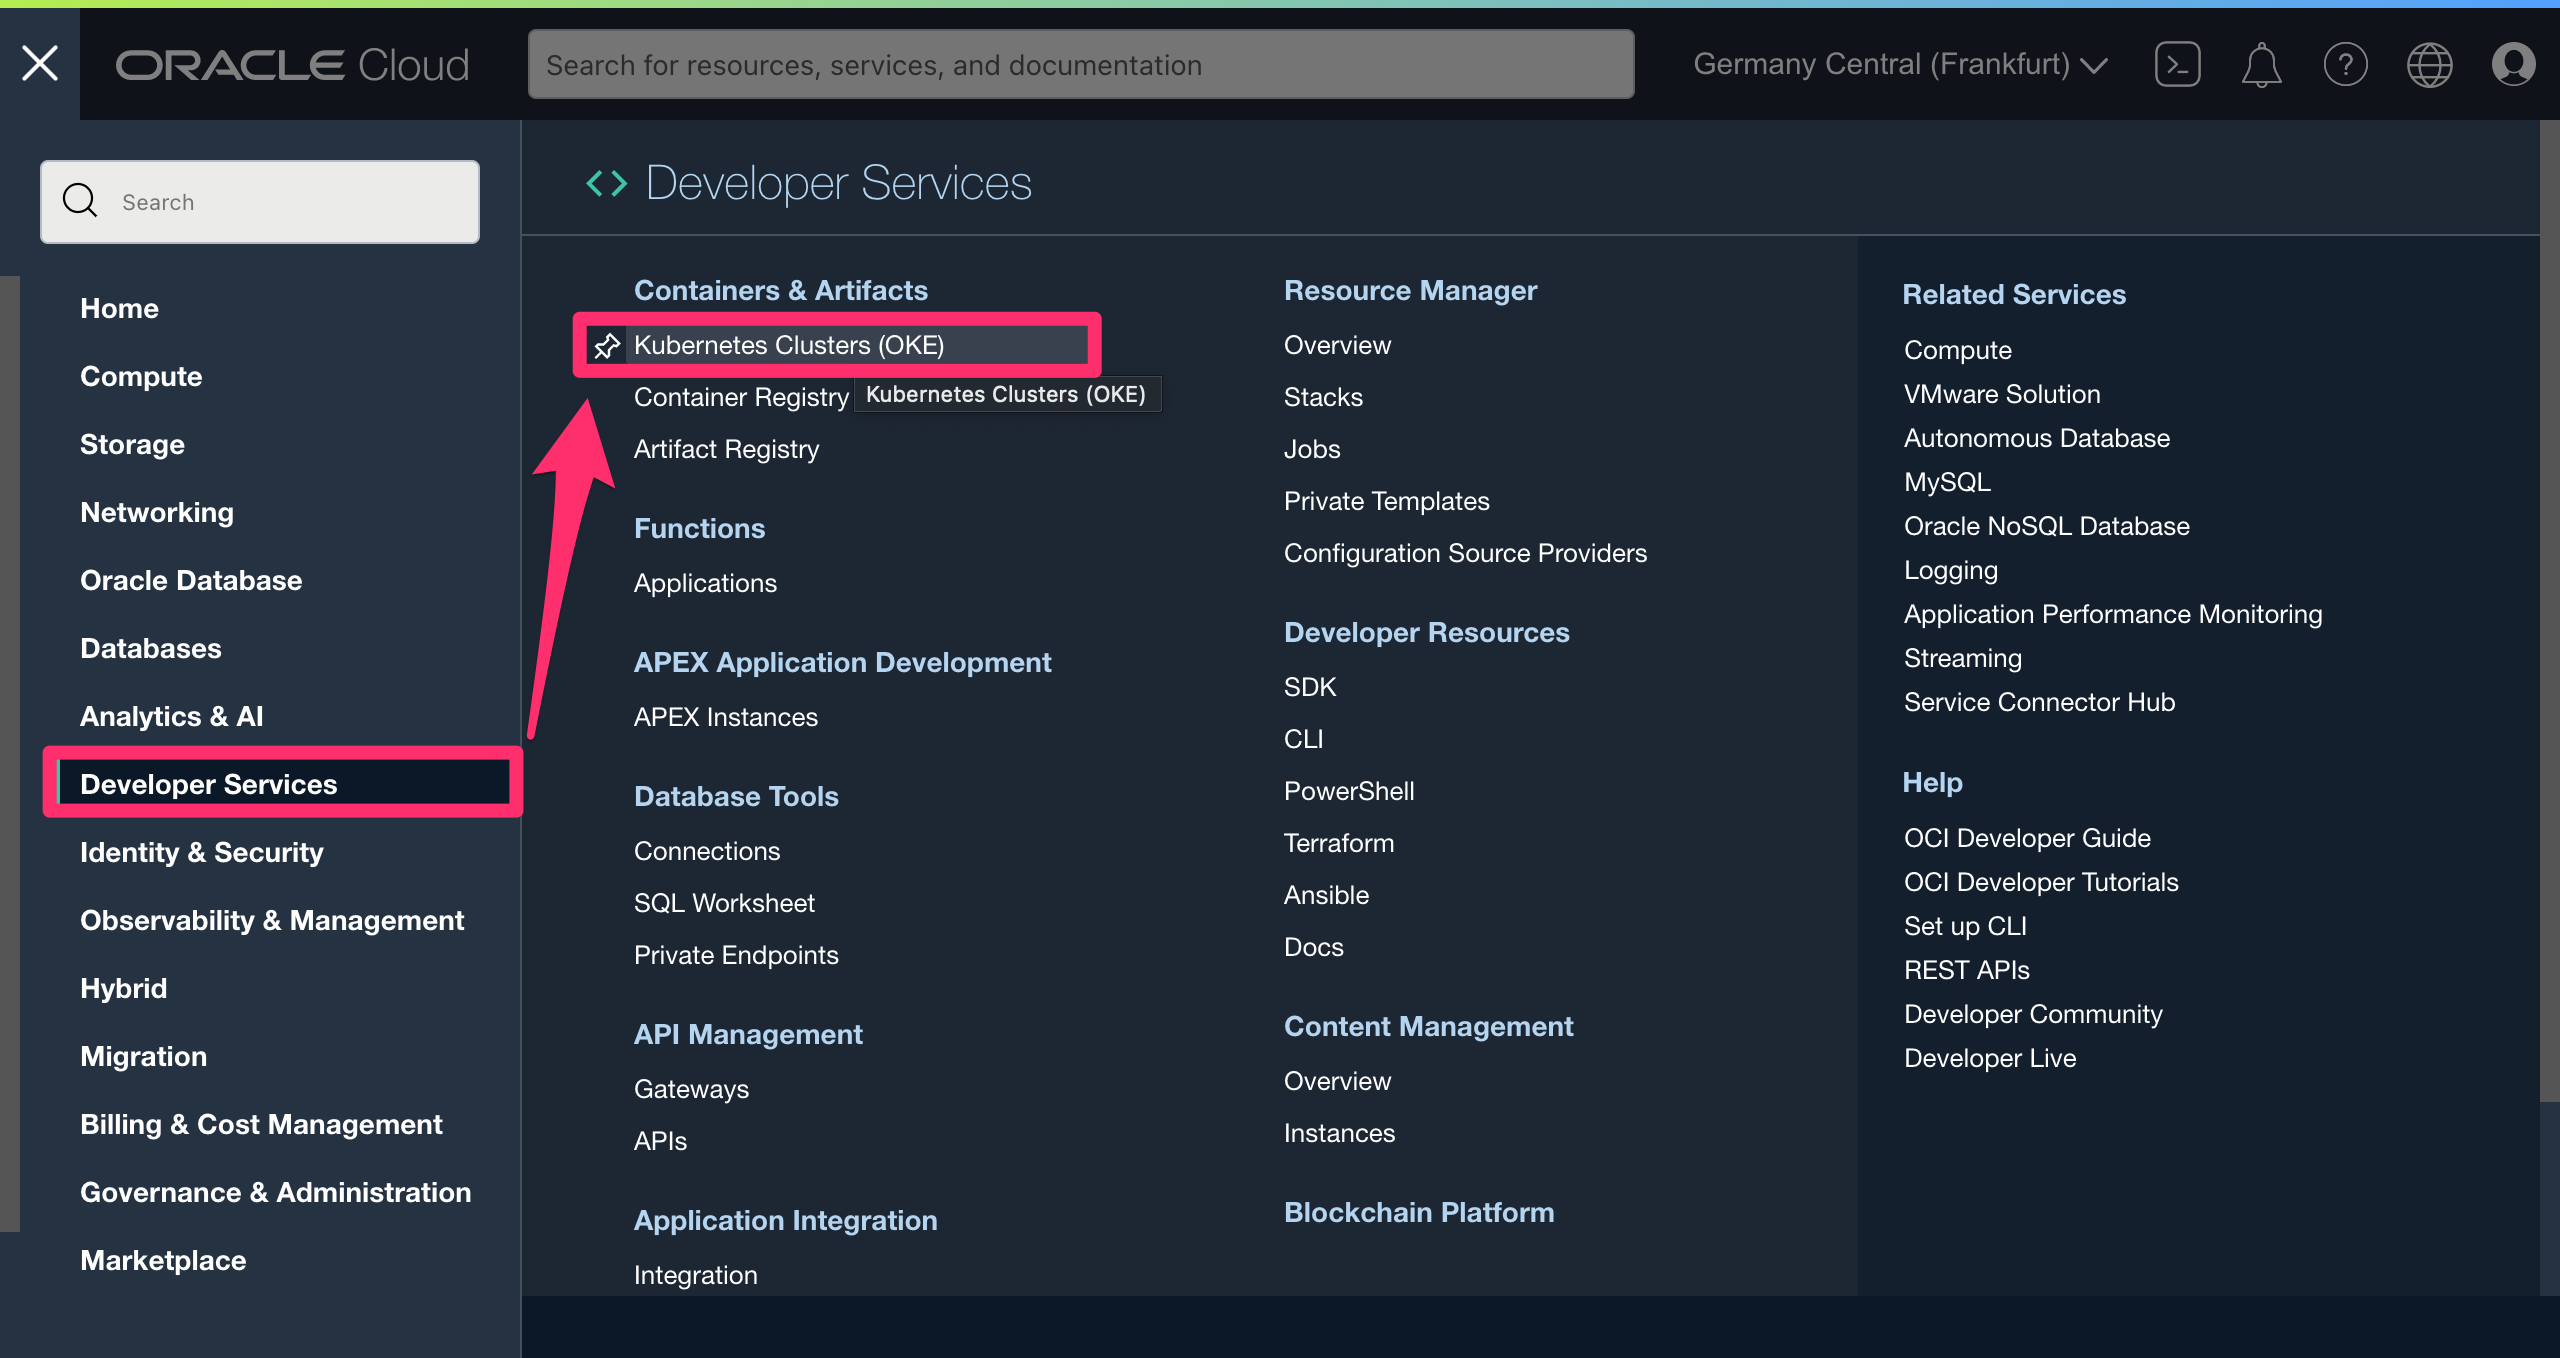 ORACLE Cloud
Search for resources, services, and documentation
Germany Central (Frankfurt)
Search
Home
Compute
Storage
Networking
Oracle Database
Databases
Analytics & AI
Developer Services
Identity & Security
Observability & Management
Hybrid
Migration
Billing & Cost Management
Governance & Administration
Marketplace
Developer Services
Containers & Artifacts
Kubernetes Clusters (OKE)
Container Registry
Kubernetes Clusters (OKE)
Artifact Registry
Functions
Applications
APEX Application Development
APEX Instances
Database Tools
Connections
SQL Worksheet
Private Endpoints
API Management
Gateways
APIs
Application Integration
Integration
Resource Manager
Overview
Stacks
Jobs
Private Templates
Configuration Source Providers
Developer Resources
SDK
CLI
PowerShell
Terraform
Ansible
Docs
Content Management
Overview
Instances
Blockchain Platform
Related Services
Compute
VMware Solution
Autonomous Database
MySQL
Oracle NoSQL Database
Logging
Application Performance Monitoring
Streaming
Service Connector Hub
Help
OCI Developer Guide
OCI Developer Tutorials
Set up CLI
REST APIs
Developer Community
Developer Live